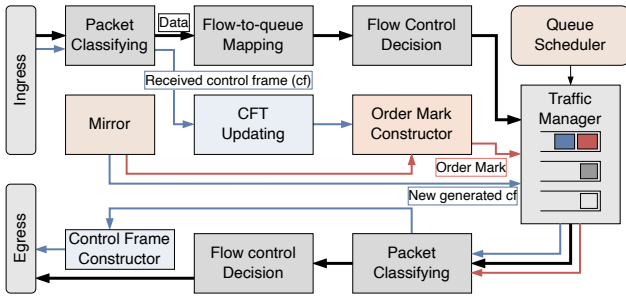 Ingress
Packet
Classifying
Data
Flow-to-queue
Mapping
Flow Control
Decision
Queue
Scheduler
Received control frame (cf)
Mirror
CFT
Updating
Order Mark
Constructor
Traffic
Manager
Order Mark
New generated cf
Egress
Control Frame
Constructor
Flow control
Decision
Packet
Classifying